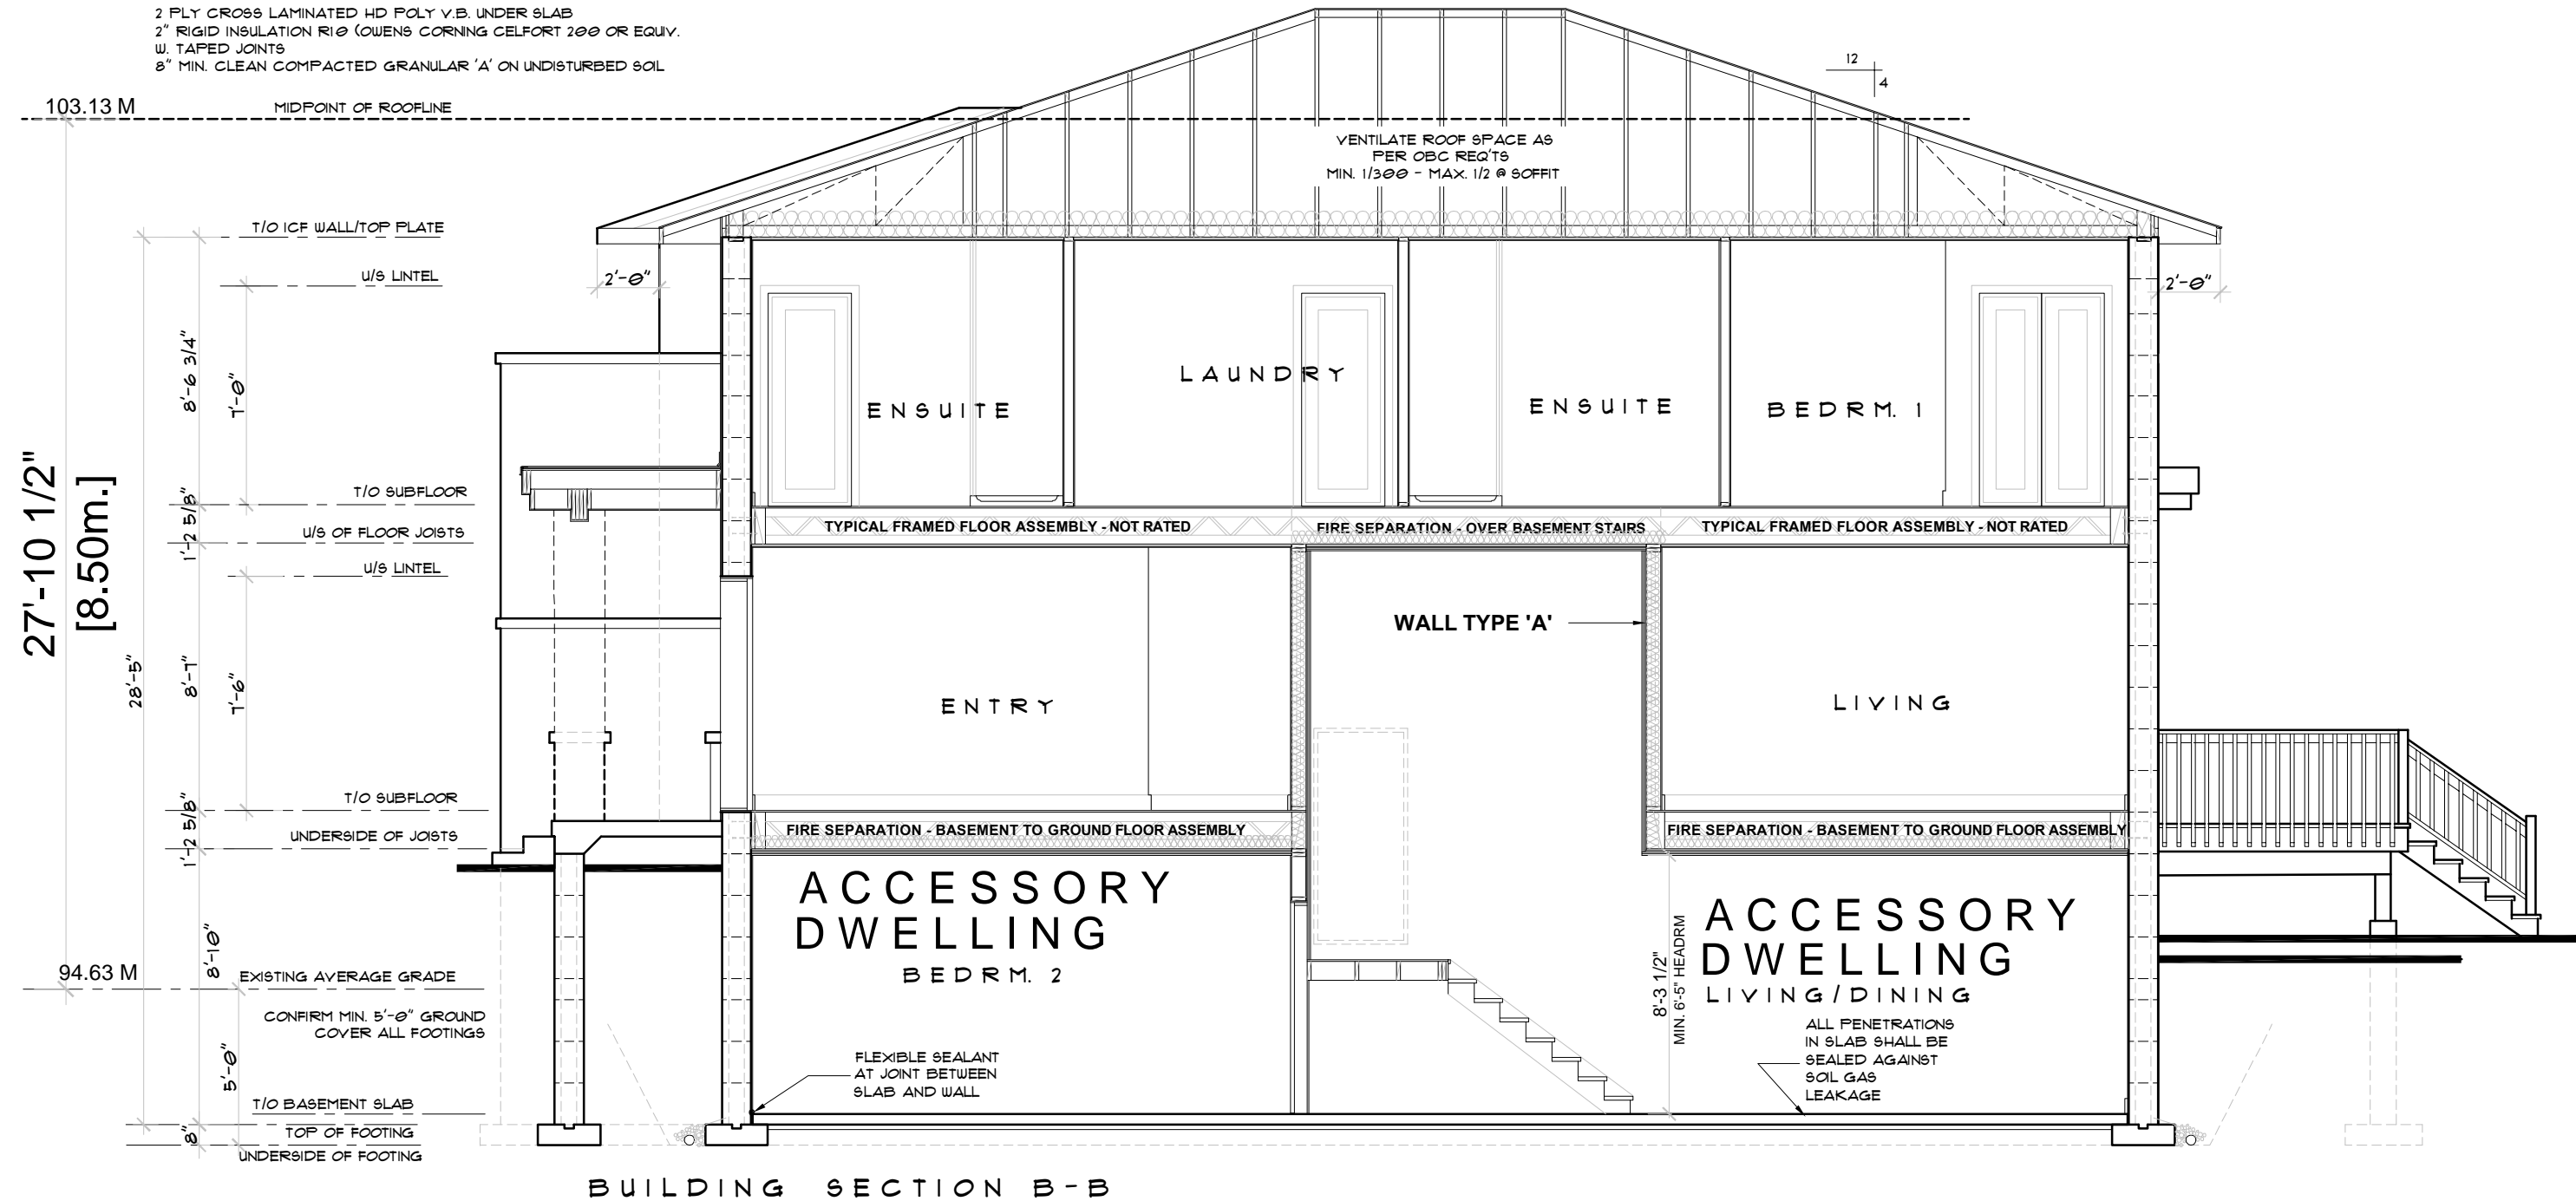 2 PLY CROSS LAMINATED HD POLY V.B. UNDER SLAB
2" RIGID INSULATION R10 (OWENS CORNING CELFORT 200 OR EQUIV.
W. TAPED JOINTS
8" MIN. CLEAN COMPACTED GRANULAR 'A' ON UNDISTURBED SOIL
12
4
103.13 M
MIDPOINT OF ROOFLINE
VENTILATE ROOF SPACE AS
PER OBC REQ'TS
MIN. 1/300 - MAX. 1/2 @ SOFFIT
T/O ICF WALL/TOP PLATE
U/S LINTEL
2'-0"
2'-0"
8'-6 3/4"
7'-0"
LAUNDRY
ENSUITE
ENSUITE
BEDRM. 1
T/O SUBFLOOR
1'-2 5/8"
U/S OF FLOOR JOISTS
TYPICAL FRAMED FLOOR ASSEMBLY - NOT RATED
FIRE SEPARATION - OVER BASEMENT STAIRS
TYPICAL FRAMED FLOOR ASSEMBLY - NOT RATED
27'-10 1/2"
[8.50m.]
U/S LINTEL
WALL TYPE 'A'
28'-5"
8'-7"
7'-6"
ENTRY
LIVING
T/O SUBFLOOR
1'-2 5/8"
UNDERSIDE OF JOISTS
FIRE SEPARATION - BASEMENT TO GROUND FLOOR ASSEMBLY
FIRE SEPARATION - BASEMENT TO GROUND FLOOR ASSEMBLY
ACCESSORY
DWELLING
BEDRM. 2
ACCESSORY
DWELLING
LIVING/DINING
8'-10"
8'-3 1/2"
MIN. 6'-5" HEADRM
94.63 M
EXISTING AVERAGE GRADE
CONFIRM MIN. 5'-0" GROUND
COVER ALL FOOTINGS
5'-0"
FLEXIBLE SEALANT
AT JOINT BETWEEN
SLAB AND WALL
ALL PENETRATIONS
IN SLAB SHALL BE
SEALED AGAINST
SOIL GAS
LEAKAGE
T/O BASEMENT SLAB
8"
TOP OF FOOTING
UNDERSIDE OF FOOTING
BUILDING SECTION B-B